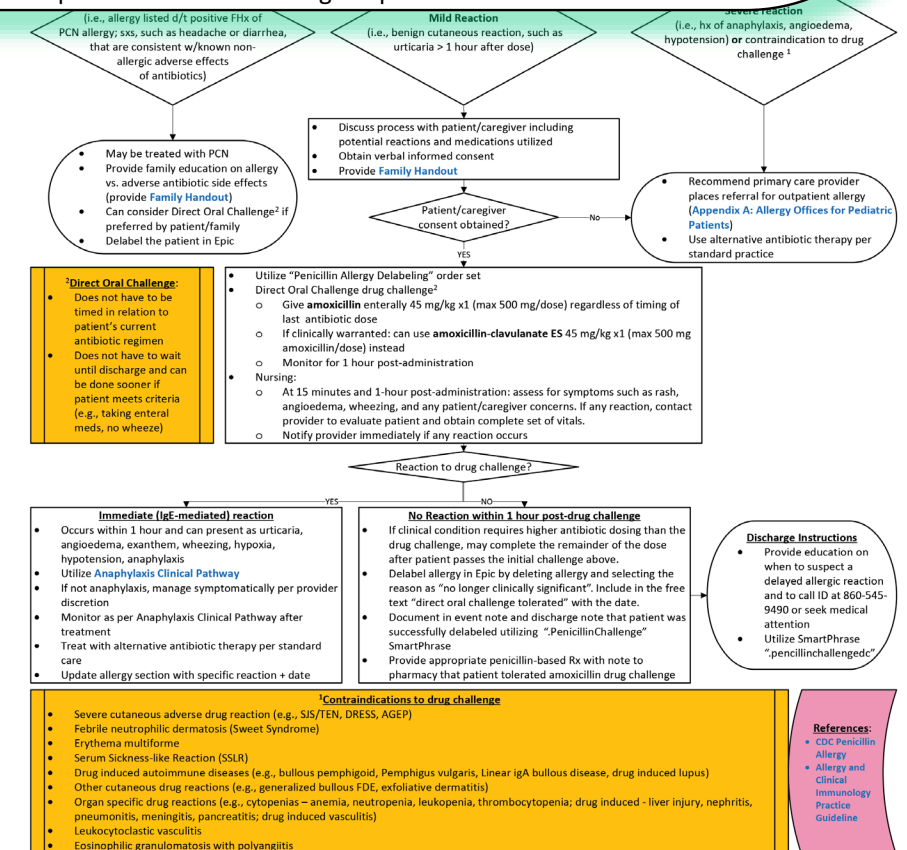 (i.e., allergy listed d/t positive FHx of
PCN allergy; sxs, such as headache or diarrhea,
that are consistent w/known non-
allergic adverse effects
of antibiotics)
Mild Reaction
(i.e., benign cutaneous reaction, such as
urticaria > 1 hour after dose)
Severe reaction
(i.e., hx of anaphylaxis, angioedema,
hypotension) or contraindication to drug
challenge ¹
• May be treated with PCN
• Provide family education on allergy
vs. adverse antibiotic side effects
(provide Family Handout)
• Can consider Direct Oral Challenge² if
preferred by patient/family
• Delabel the patient in Epic
• Discuss process with patient/caregiver including
potential reactions and medications utilized
• Obtain verbal informed consent
• Provide Family Handout
Patient/caregiver
consent obtained?
No
YES
• Recommend primary care provider
places referral for outpatient allergy
(Appendix A: Allergy Offices for Pediatric
Patients)
• Use alternative antibiotic therapy per
standard practice
²Direct Oral Challenge:
• Does not have to be
timed in relation to
patient's current
antibiotic regimen
• Does not have to wait
until discharge and can
be done sooner if
patient meets criteria
(e.g., taking enteral
meds, no wheeze)
• Utilize “Penicillin Allergy Delabeling” order set
• Direct Oral Challenge drug challenge²
o Give amoxicillin enterally 45 mg/kg x1 (max 500 mg/dose) regardless of timing of
last antibiotic dose
o If clinically warranted: can use amoxicillin-clavulanate ES 45 mg/kg x1 (max 500 mg
amoxicillin/dose) instead
o Monitor for 1 hour post-administration
• Nursing:
o At 15 minutes and 1-hour post-administration: assess for symptoms such as rash,
angioedema, wheezing, and any patient/caregiver concerns. If any reaction, contact
provider to evaluate patient and obtain complete set of vitals.
o Notify provider immediately if any reaction occurs
Reaction to drug challenge?
YES
NO
Immediate (IgE-mediated) reaction
• Occurs within 1 hour and can present as urticaria,
angioedema, exanthem, wheezing, hypoxia,
hypotension, anaphylaxis
• Utilize Anaphylaxis Clinical Pathway
• If not anaphylaxis, manage symptomatically per provider
discretion
• Monitor as per Anaphylaxis Clinical Pathway after
treatment
• Treat with alternative antibiotic therapy per standard
care
• Update allergy section with specific reaction + date
No Reaction within 1 hour post-drug challenge
• If clinical condition requires higher antibiotic dosing than the
drug challenge, may complete the remainder of the dose
after patient passes the initial challenge above.
• Delabel allergy in Epic by deleting allergy and selecting the
reason as “no longer clinically significant”. Include in the free
text “direct oral challenge tolerated” with the date.
• Document in event note and discharge note that patient was
successfully delabeled utilizing “.PenicillinChallenge”
SmartPhrase
• Provide appropriate penicillin-based Rx with note to
pharmacy that patient tolerated amoxicillin drug challenge
Discharge Instructions
• Provide education on
when to suspect a
delayed allergic reaction
and to call ID at 860-545-
9490 or seek medical
attention
• Utilize SmartPhrase
“.pencillinchallengedc”
¹Contraindications to drug challenge
• Severe cutaneous adverse drug reaction (e.g., SJS/TEN, DRESS, AGEP)
• Febrile neutrophilic dermatosis (Sweet Syndrome)
• Erythema multiforme
• Serum Sickness-like Reaction (SSLR)
• Drug induced autoimmune diseases (e.g., bullous pemphigoid, Pemphigus vulgaris, Linear igA bullous disease, drug induced lupus)
• Other cutaneous drug reactions (e.g., generalized bullous FDE, exfoliative dermatitis)
• Organ specific drug reactions (e.g., cytopenias – anemia, neutropenia, leukopenia, thrombocytopenia; drug induced - liver injury, nephritis,
pneumonitis, meningitis, pancreatitis; drug induced vasculitis)
• Leukocytoclastic vasculitis
• Eosinophilic granulomatosis with polyangiitis
References:
• CDC Penicillin
Allergy
• Allergy and
Clinical
Immunology
Practice
Guideline